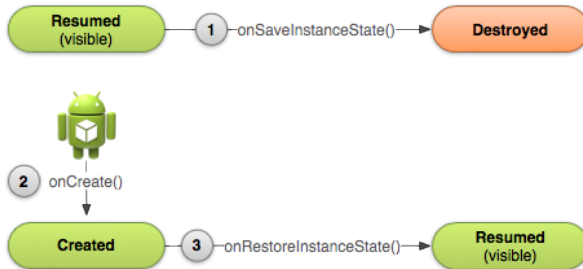 Resumed
(visible)
1
onSaveInstanceState()
Destroyed
2
onCreate()
Created
3
onRestoreInstanceState()
Resumed
(visible)